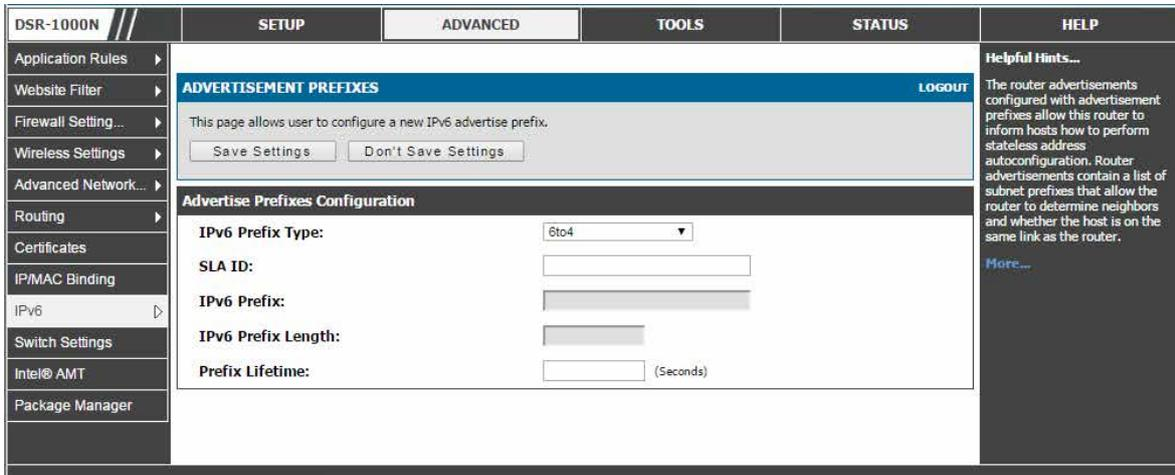 DSR-1000N
SETUP
ADVANCED
TOOLS
STATUS
HELP
Application Rules
Website Filter
Firewall Setting...
Wireless Settings
Advanced Network...
Routing
Certificates
IP/MAC Binding
IPv6
Switch Settings
Intel® AMT
Package Manager
ADVERTISEMENT PREFIXES
LOGOUT
This page allows user to configure a new IPv6 advertise prefix.
Save Settings
Don't Save Settings
Advertise Prefixes Configuration
IPv6 Prefix Type:
6to4
SLA ID:
IPv6 Prefix:
IPv6 Prefix Length:
Prefix Lifetime:
(Seconds)
Helpful Hints...
The router advertisements
configured with advertisement
prefixes allow this router to
inform hosts how to perform
stateless address
autoconfiguration. Router
advertisements contain a list of
subnet prefixes that allow the
router to determine neighbors
and whether the host is on the
same link as the router.
More...